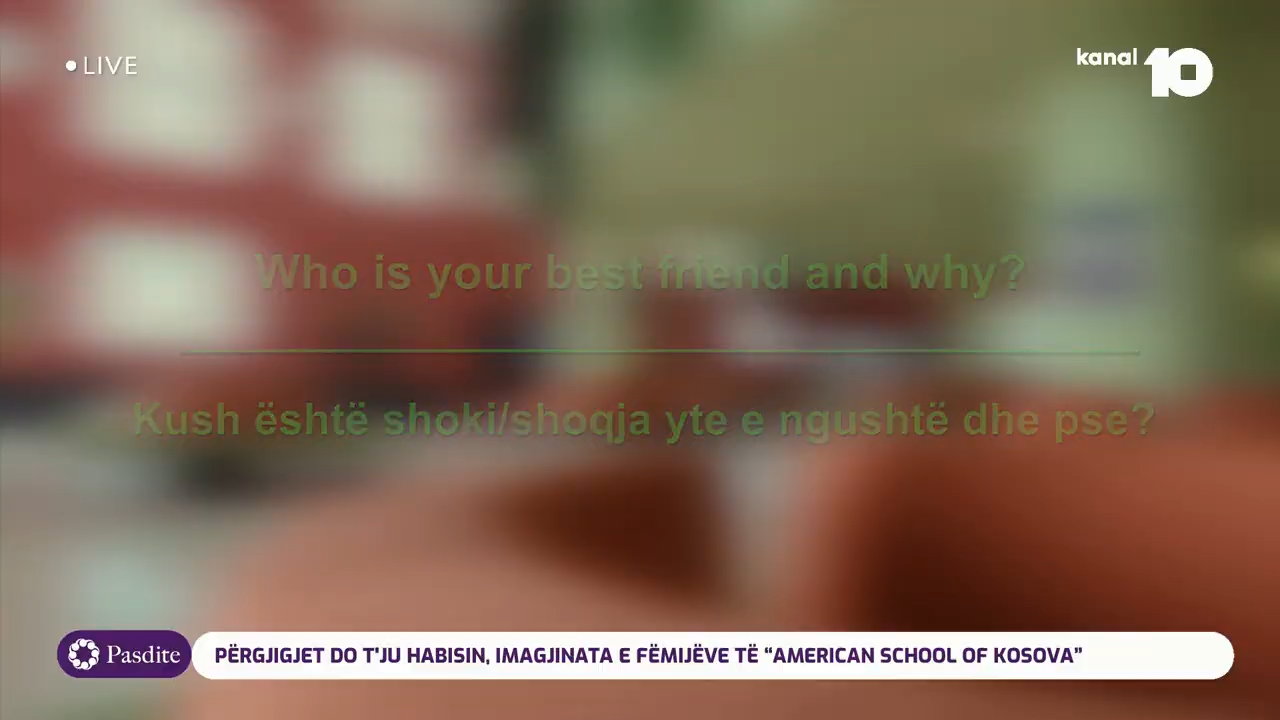 LIVE
kanal 10
Who is your best friend and why?
Kush është shoki/shoqja yte e ngushtë dhe pse?
Pasdite
PËRGJIGJET DO T'JU HABISIN, IMAGJINATA E FËMIJËVE TË “AMERICAN SCHOOL OF KOSOVA”